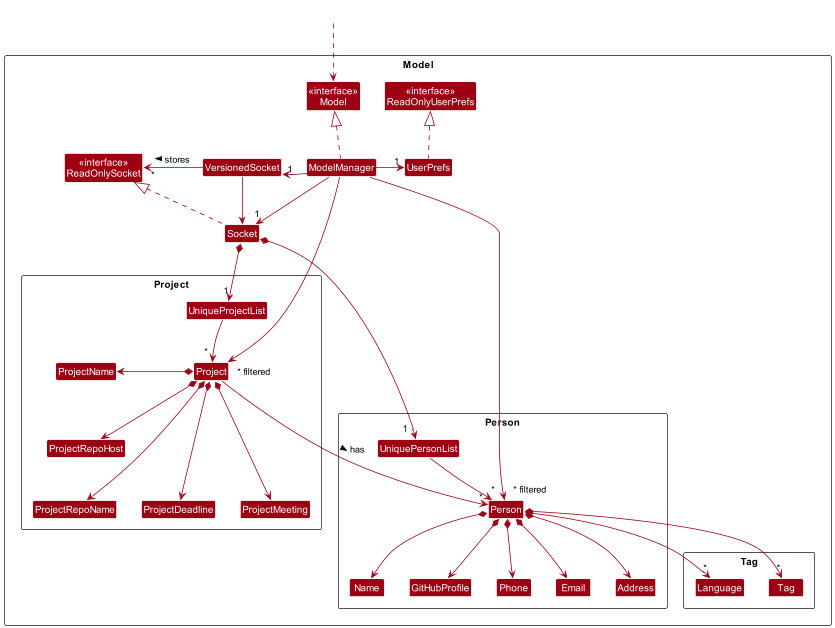 Model
«interface»
Model
«interface»
ReadOnlyUserPrefs
«interface»
ReadOnlySocket
◄ stores
*
VersionedSocket
1
ModelManager
1
UserPrefs
1
Socket
Project
1
UniqueProjectList
*
ProjectName
Project
* filtered
Person
1
ProjectRepoHost
has
UniquePersonList
*
*
* filtered
ProjectRepoName
ProjectDeadline
ProjectMeeting
Person
Tag
*
*
Name
GitHubProfile
Phone
Email
Address
Language
Tag